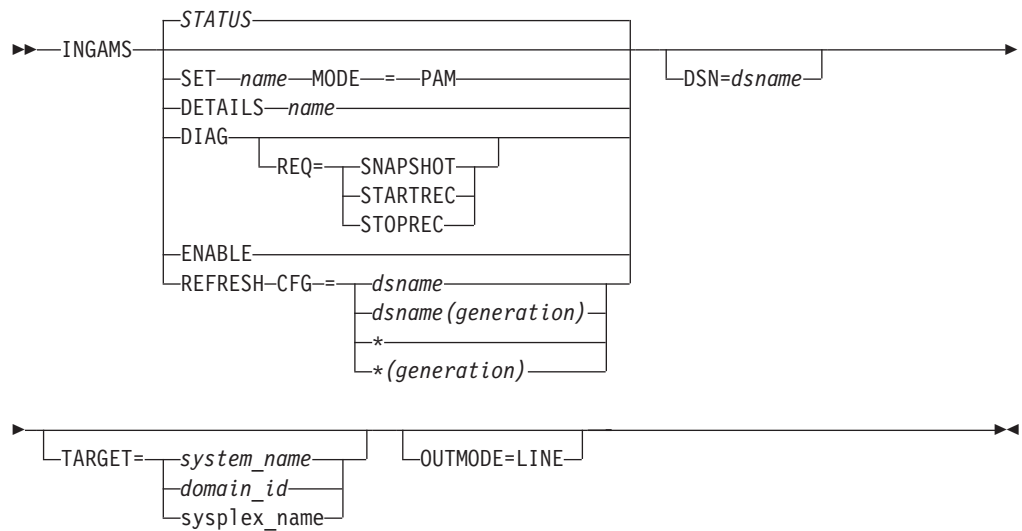 STATUS
INGAMS
SET name MODE = PAM
DSN=dsname
DETAILS name
DIAG
REQ= SNAPSHOT
STARTREC
STOPREC
ENABLE
REFRESH CFG = dsname
dsname(generation)
*
*(generation)
TARGET= system_name OUTMODE=LINE
domain_id
sysplex_name